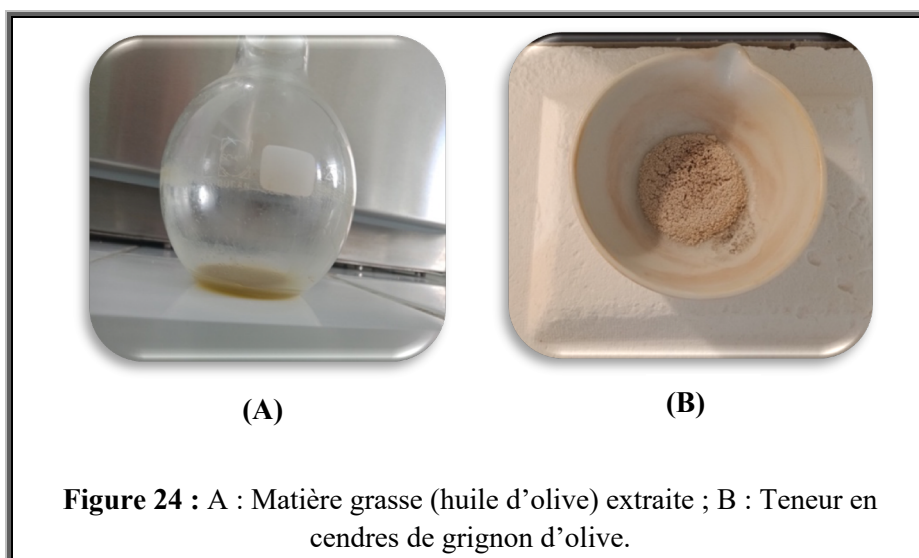 (A)
(B)
Figure 24 : A : Matière grasse (huile d’olive) extraite ; B : Teneur en
cendres de grignon d’olive.